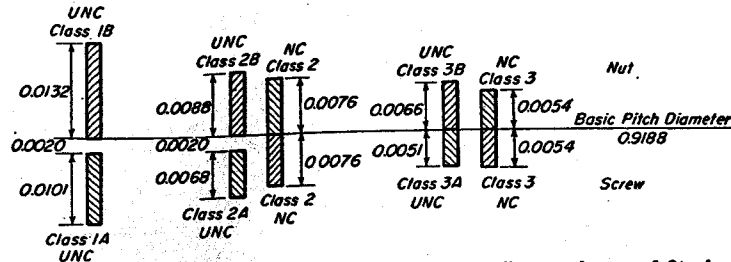 UNC
Class 1B
UNC
Class 2B
NC
Class 2
UNC
Class 3B
NC
Class 3
Nut
0.0132
0.0088
0.0076
0.0066
0.0054
Basic Pitch Diameter
0.9188
0.0020
0.0020
0.0101
0.0068
0.0076
0.0051
0.0054
Screw
Class 1A
UNC
Class 2A
UNC
Class 2
NC
Class 3A
UNC
Class 3
NC